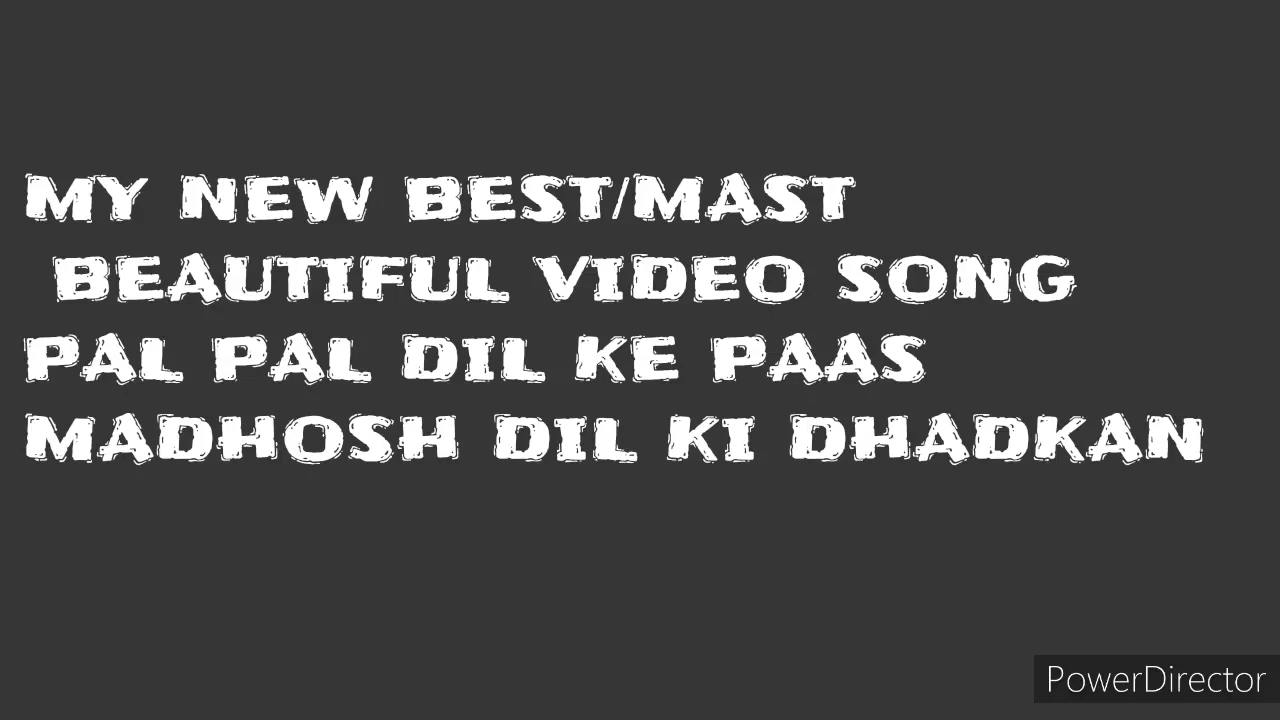 MY NEW BEST/MAST
BEAUTIFUL VIDEO SONG
PAL PAL DIL KE PAAS
MADHOSH DIL KI DHADKAN
PowerDirector